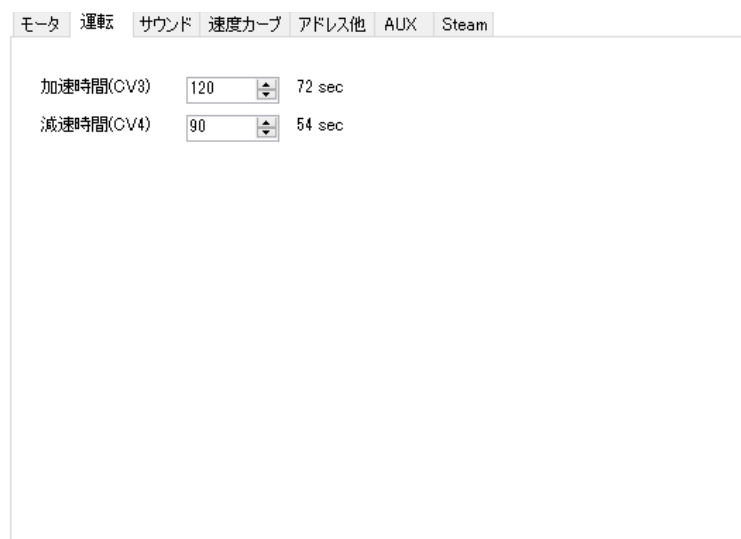 モータ 運転 サウンド 速度カーブ アドレス他 AUX Steam
加速時間(CV3) 120 72 sec
減速時間(CV4) 90 54 sec